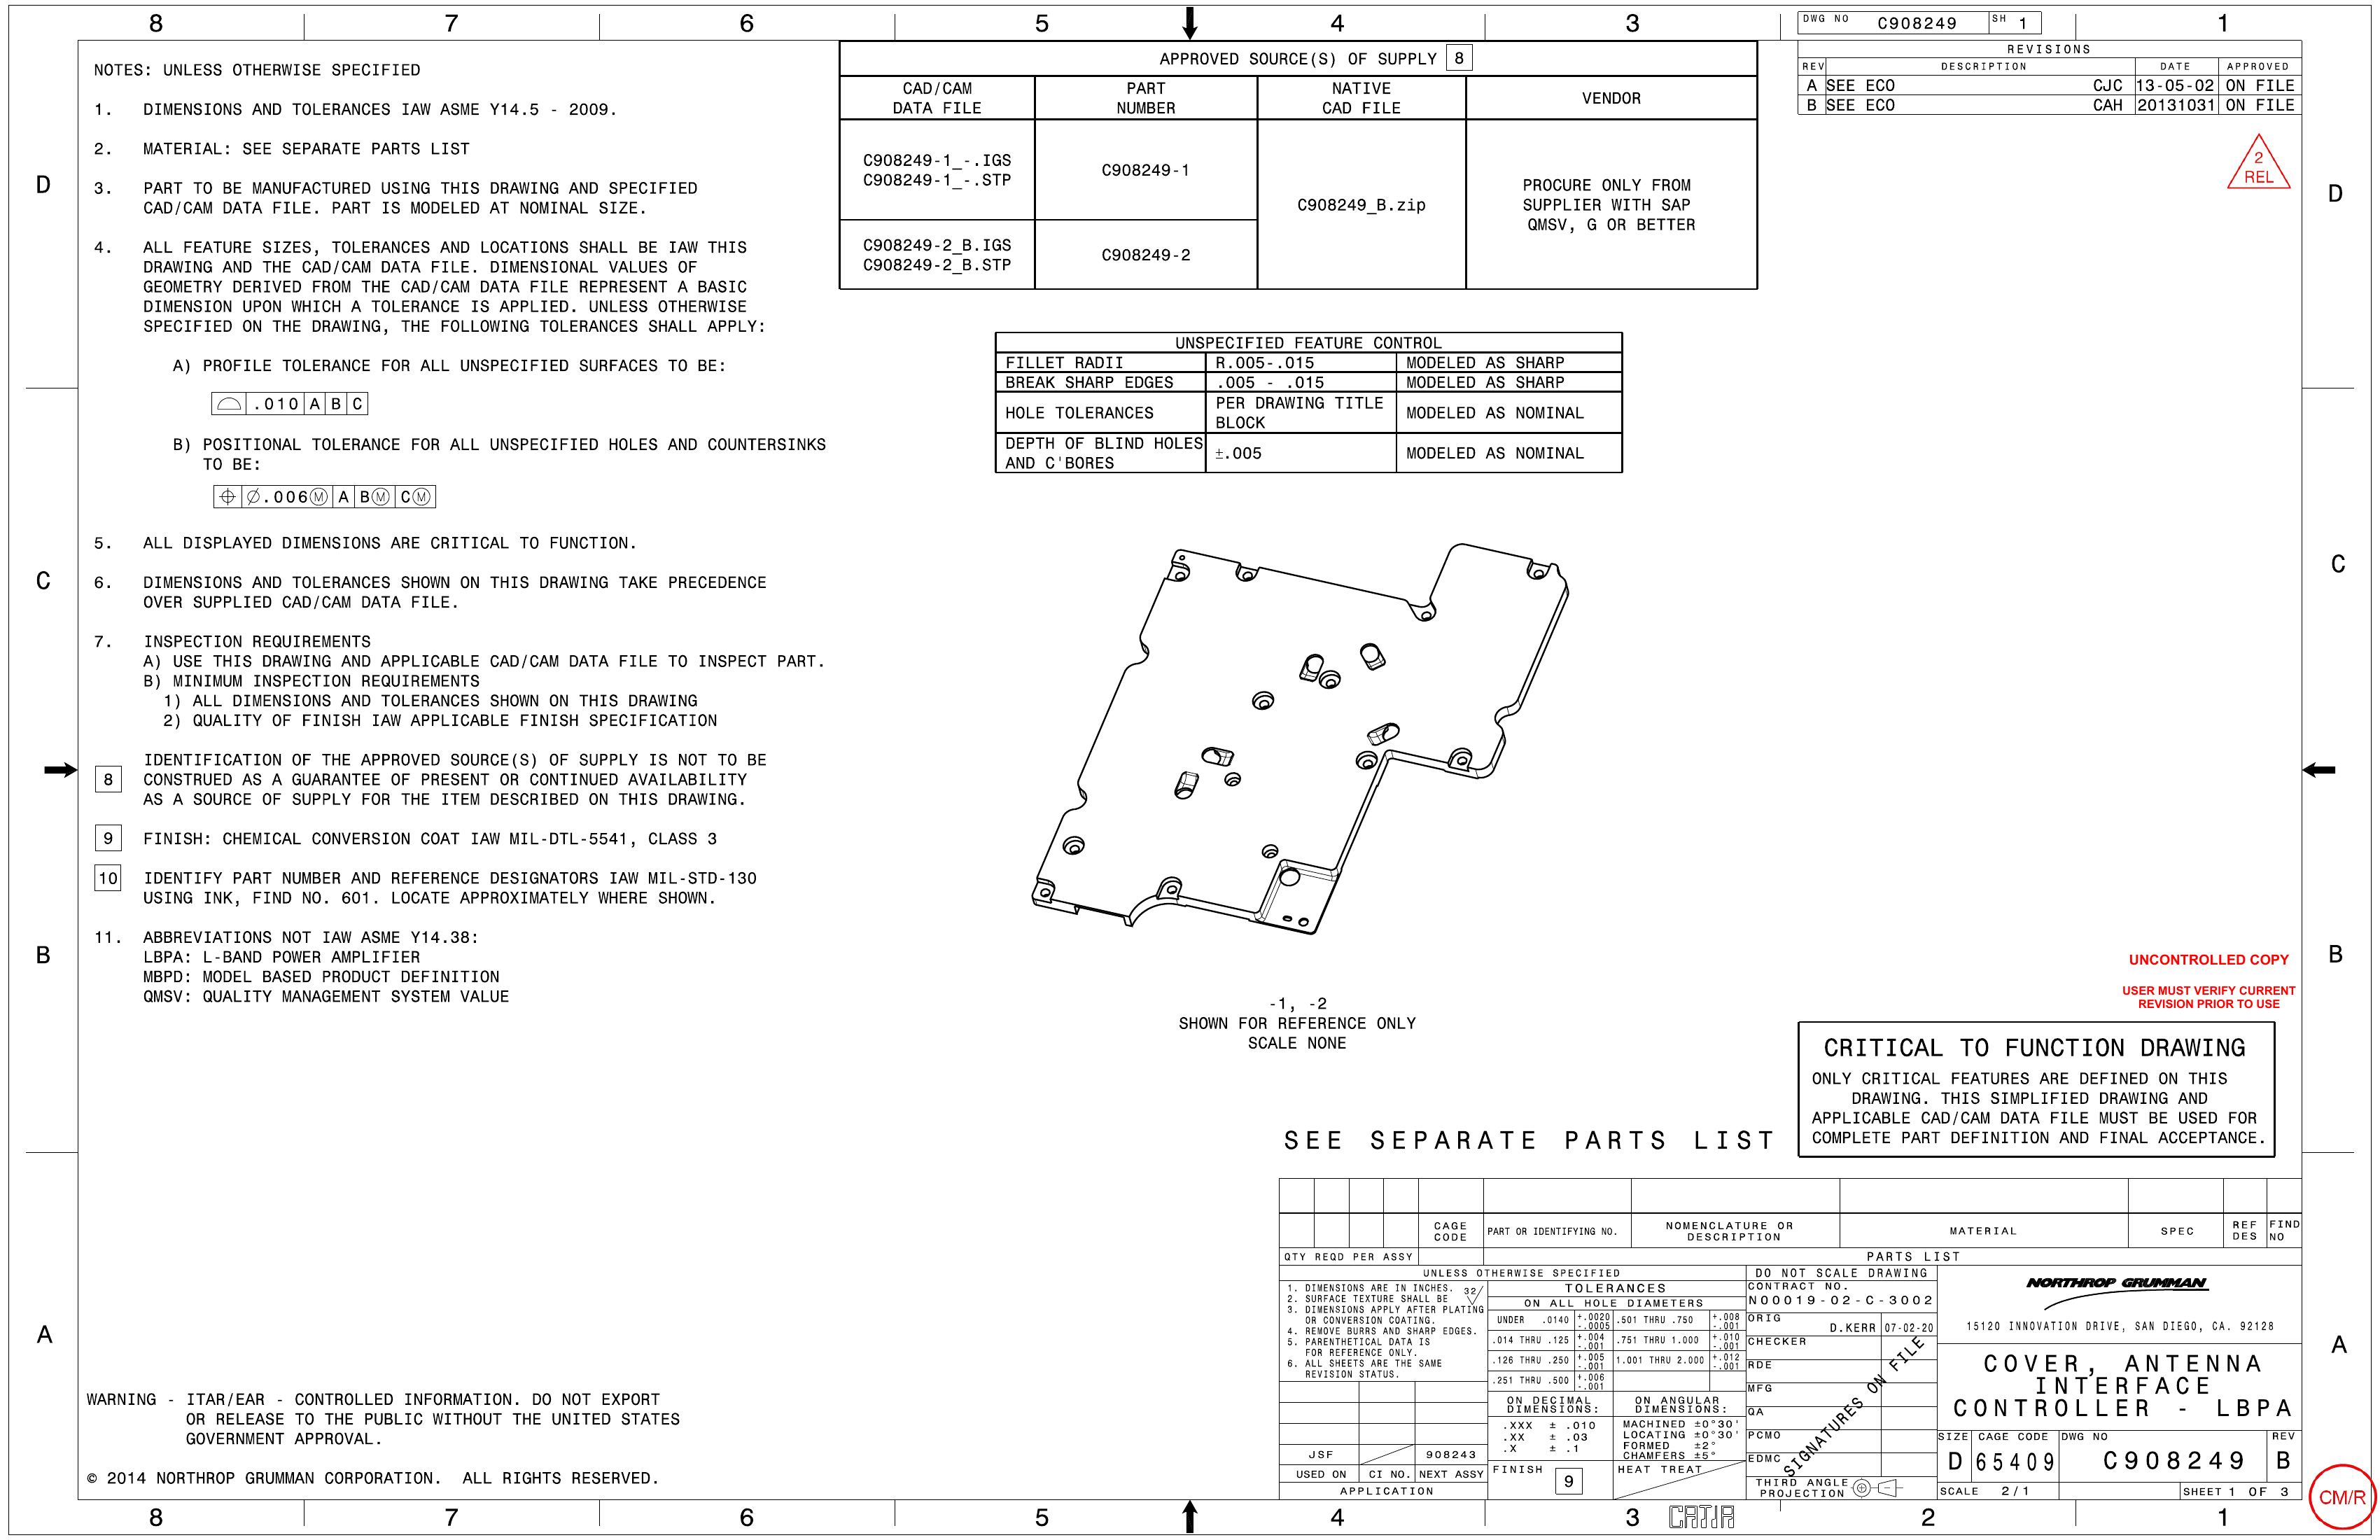 8 7 6 5 4 3 1
DWG NO C908249 SH 1
NOTES: UNLESS OTHERWISE SPECIFIED
1. DIMENSIONS AND TOLERANCES IAW ASME Y14.5 - 2009.
2. MATERIAL: SEE SEPARATE PARTS LIST
3. PART TO BE MANUFACTURED USING THIS DRAWING AND SPECIFIED
CAD/CAM DATA FILE. PART IS MODELED AT NOMINAL SIZE.
4. ALL FEATURE SIZES, TOLERANCES AND LOCATIONS SHALL BE IAW THIS
DRAWING AND THE CAD/CAM DATA FILE. DIMENSIONAL VALUES OF
GEOMETRY DERIVED FROM THE CAD/CAM DATA FILE REPRESENT A BASIC
DIMENSION UPON WHICH A TOLERANCE IS APPLIED. UNLESS OTHERWISE
SPECIFIED ON THE DRAWING, THE FOLLOWING TOLERANCES SHALL APPLY:
A) PROFILE TOLERANCE FOR ALL UNSPECIFIED SURFACES TO BE:
⌓ .010 A B C
B) POSITIONAL TOLERANCE FOR ALL UNSPECIFIED HOLES AND COUNTERSINKS
TO BE:
⌖ ∅.006Ⓜ A BⓂ CⓂ
5. ALL DISPLAYED DIMENSIONS ARE CRITICAL TO FUNCTION.
6. DIMENSIONS AND TOLERANCES SHOWN ON THIS DRAWING TAKE PRECEDENCE
OVER SUPPLIED CAD/CAM DATA FILE.
7. INSPECTION REQUIREMENTS
A) USE THIS DRAWING AND APPLICABLE CAD/CAM DATA FILE TO INSPECT PART.
B) MINIMUM INSPECTION REQUIREMENTS
1) ALL DIMENSIONS AND TOLERANCES SHOWN ON THIS DRAWING
2) QUALITY OF FINISH IAW APPLICABLE FINISH SPECIFICATION
IDENTIFICATION OF THE APPROVED SOURCE(S) OF SUPPLY IS NOT TO BE
8 CONSTRUED AS A GUARANTEE OF PRESENT OR CONTINUED AVAILABILITY
AS A SOURCE OF SUPPLY FOR THE ITEM DESCRIBED ON THIS DRAWING.
9 FINISH: CHEMICAL CONVERSION COAT IAW MIL-DTL-5541, CLASS 3
10 IDENTIFY PART NUMBER AND REFERENCE DESIGNATORS IAW MIL-STD-130
USING INK, FIND NO. 601. LOCATE APPROXIMATELY WHERE SHOWN.
11. ABBREVIATIONS NOT IAW ASME Y14.38:
LBPA: L-BAND POWER AMPLIFIER
MBPD: MODEL BASED PRODUCT DEFINITION
QMSV: QUALITY MANAGEMENT SYSTEM VALUE
WARNING - ITAR/EAR - CONTROLLED INFORMATION. DO NOT EXPORT
OR RELEASE TO THE PUBLIC WITHOUT THE UNITED STATES
GOVERNMENT APPROVAL.
© 2014 NORTHROP GRUMMAN CORPORATION. ALL RIGHTS RESERVED.
APPROVED SOURCE(S) OF SUPPLY 8
CAD/CAM DATA FILE PART NUMBER NATIVE CAD FILE VENDOR
C908249-1_-.IGS
C908249-1_-.STP
C908249-1
C908249-2_B.IGS
C908249-2_B.STP
C908249-2
C908249_B.zip
PROCURE ONLY FROM
SUPPLIER WITH SAP
QMSV, G OR BETTER
UNSPECIFIED FEATURE CONTROL
FILLET RADII R.005-.015 MODELED AS SHARP
BREAK SHARP EDGES .005 - .015 MODELED AS SHARP
HOLE TOLERANCES PER DRAWING TITLE BLOCK MODELED AS NOMINAL
DEPTH OF BLIND HOLES AND C'BORES ±.005 MODELED AS NOMINAL
-1, -2
SHOWN FOR REFERENCE ONLY
SCALE NONE
REVISIONS
REV DESCRIPTION DATE APPROVED
A SEE ECO CJC 13-05-02 ON FILE
B SEE ECO CAH 20131031 ON FILE
2
REL
D D
C C
B B
A A
UNCONTROLLED COPY
USER MUST VERIFY CURRENT
REVISION PRIOR TO USE
CRITICAL TO FUNCTION DRAWING
ONLY CRITICAL FEATURES ARE DEFINED ON THIS
DRAWING. THIS SIMPLIFIED DRAWING AND
APPLICABLE CAD/CAM DATA FILE MUST BE USED FOR
COMPLETE PART DEFINITION AND FINAL ACCEPTANCE.
SEE SEPARATE PARTS LIST
CAGE CODE PART OR IDENTIFYING NO. NOMENCLATURE OR DESCRIPTION MATERIAL SPEC REF DES FIND NO
QTY REQD PER ASSY PARTS LIST
UNLESS OTHERWISE SPECIFIED
1. DIMENSIONS ARE IN INCHES.
2. SURFACE TEXTURE SHALL BE 32/
3. DIMENSIONS APPLY AFTER PLATING
OR CONVERSION COATING.
4. REMOVE BURRS AND SHARP EDGES.
5. PARENTHETICAL DATA IS
FOR REFERENCE ONLY.
6. ALL SHEETS ARE THE SAME
REVISION STATUS.
JSF 908243
USED ON CI NO. NEXT ASSY
APPLICATION
TOLERANCES
ON ALL HOLE DIAMETERS
UNDER .0140 +.0020 -.0005 .501 THRU .750 +.008 -.001
.014 THRU .125 +.004 -.001 .751 THRU 1.000 +.010 -.001
.126 THRU .250 +.005 -.001 1.001 THRU 2.000 +.012 -.001
.251 THRU .500 +.006 -.001
ON DECIMAL DIMENSIONS:
.XXX ± .010
.XX ± .03
.X ± .1
ON ANGULAR DIMENSIONS:
MACHINED ±0°30'
LOCATING ±0°30'
FORMED ±2°
CHAMFERS ±5°
FINISH 9
HEAT TREAT
DO NOT SCALE DRAWING
CONTRACT NO.
N00019-02-C-3002
ORIG D.KERR 07-02-20
CHECKER
RDE
MFG
QA
PCMO
EDMC
SIGNATURES ON FILE
THIRD ANGLE
PROJECTION
NORTHROP GRUMMAN
15120 INNOVATION DRIVE, SAN DIEGO, CA. 92128
COVER, ANTENNA
INTERFACE
CONTROLLER - LBPA
SIZE CAGE CODE DWG NO REV
D 65409 C908249 B
SCALE 2/1 SHEET 1 OF 3
CM/R
8 7 6 5 4 3 CATIA 2 1